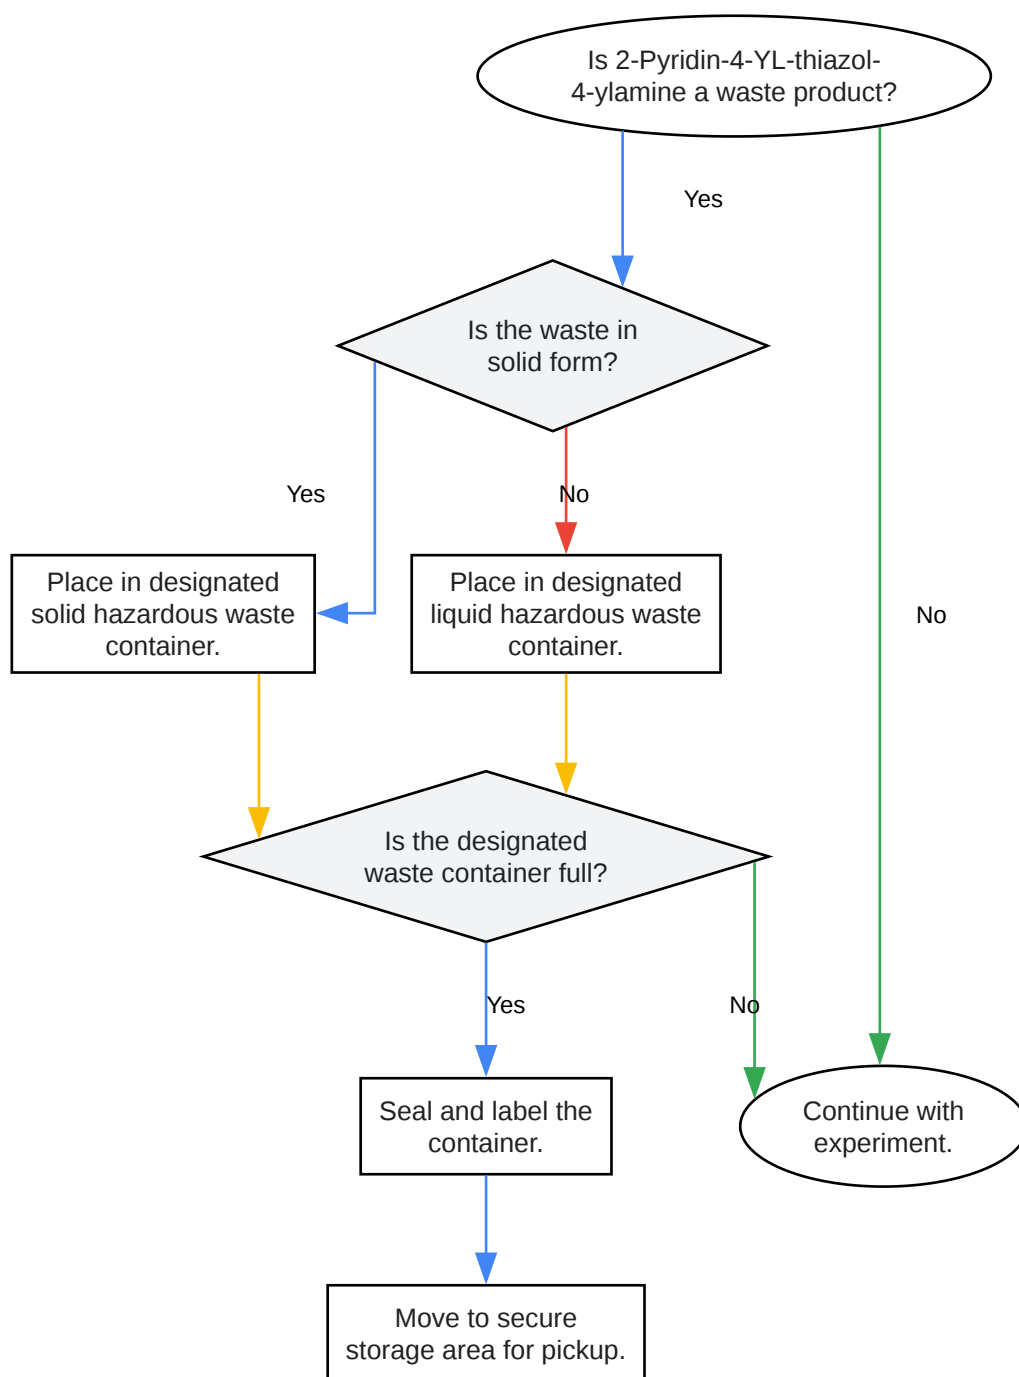 Is 2-Pyridin-4-YL-thiazol-
4-ylamine a waste product?
Yes
Is the waste in
solid form?
Yes
No
Place in designated
solid hazardous waste
container.
Place in designated
liquid hazardous waste
container.
No
Is the designated
waste container full?
Yes
No
Seal and label the
container.
Continue with
experiment.
Move to secure
storage area for pickup.